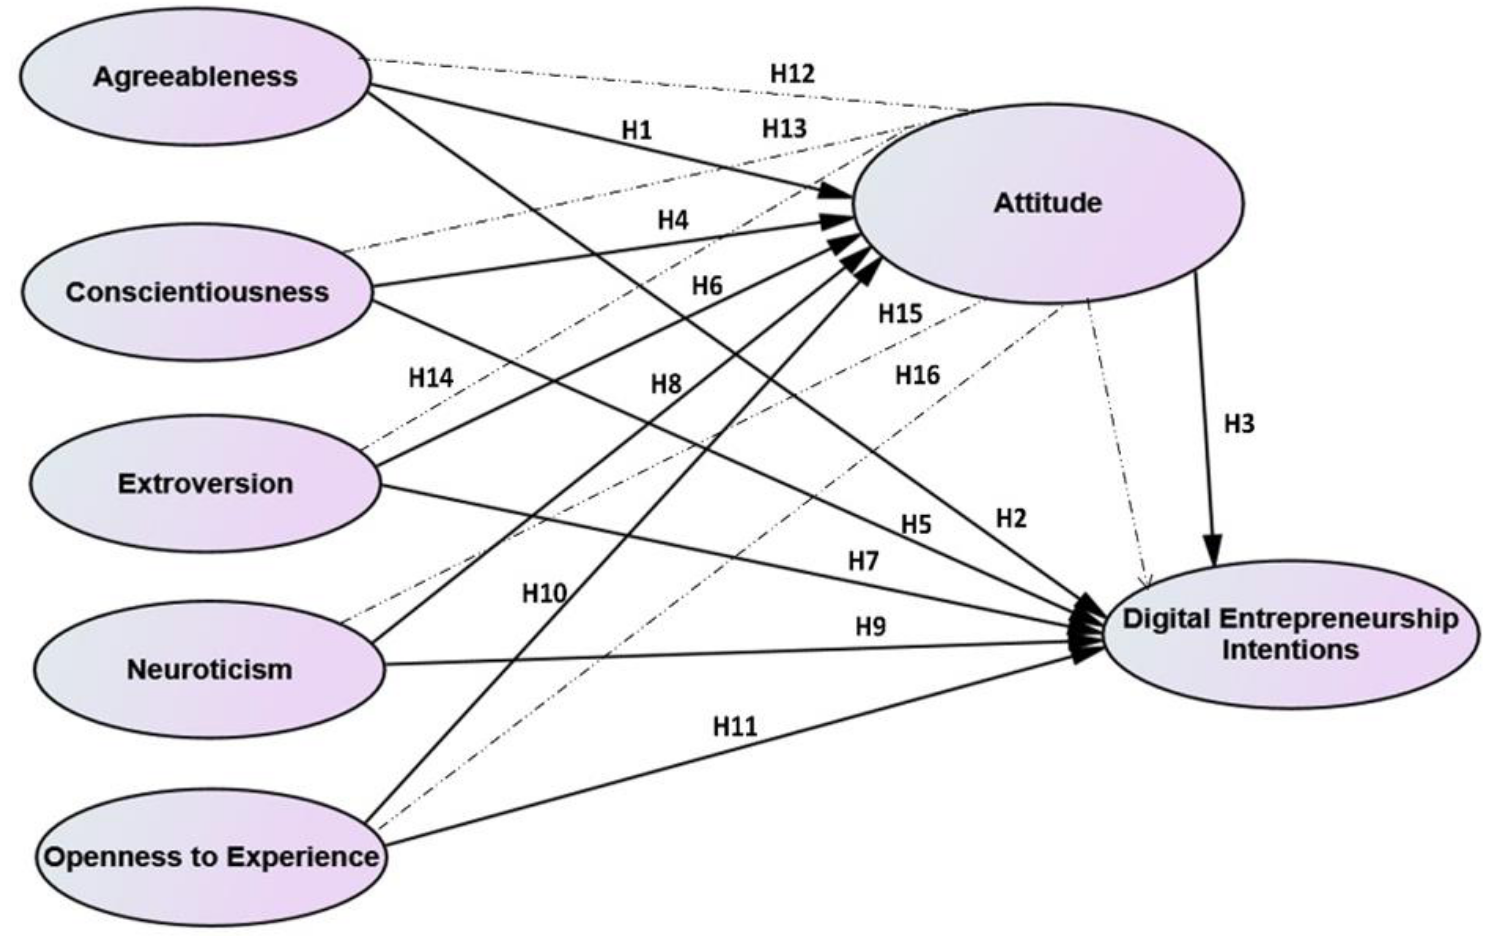 Agreeableness
H12
H1
H13
Attitude
H4
Conscientiousness
H6
H15
H14
H8
H16
H3
Extroversion
H5
H2
H7
H10
H9
Digital Entrepreneurship
Intentions
Neuroticism
H11
Openness to Experience